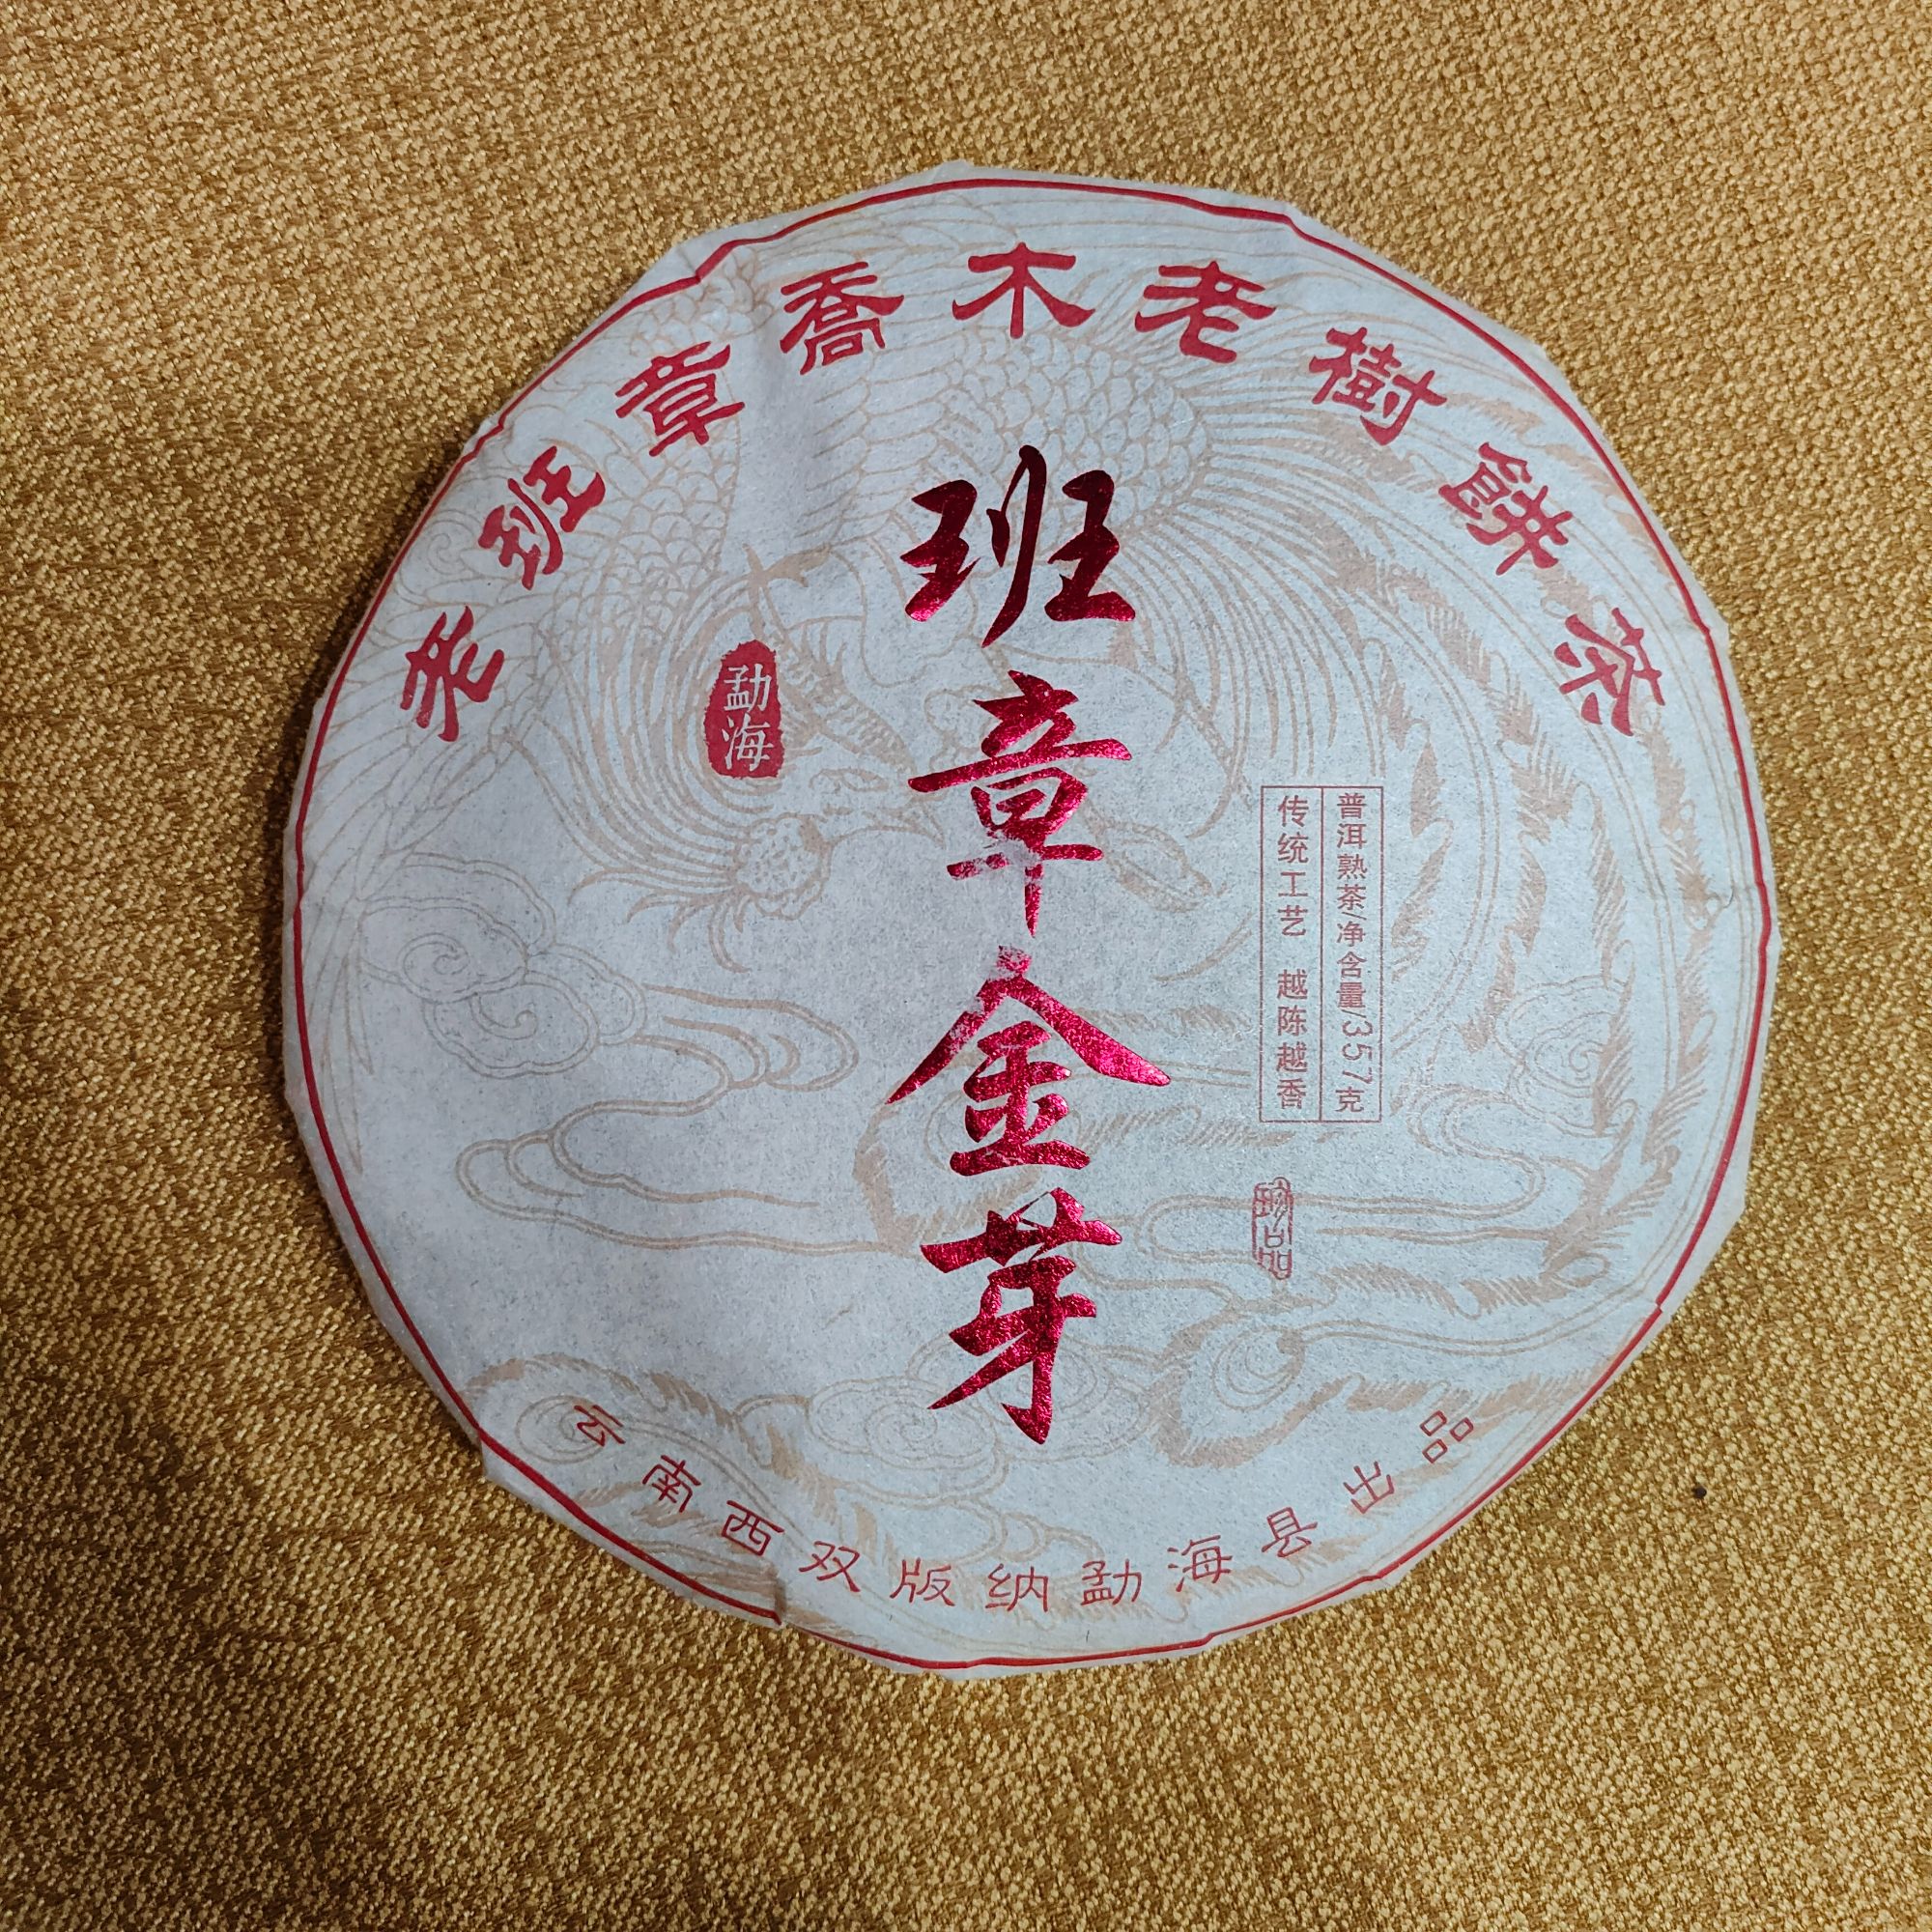 老班章喬木老樹餅茶
班章金芽
勐海
普洱熟茶/净含量/357克
传统工艺 越陈越香
珍品
云南西双版纳勐海县出品